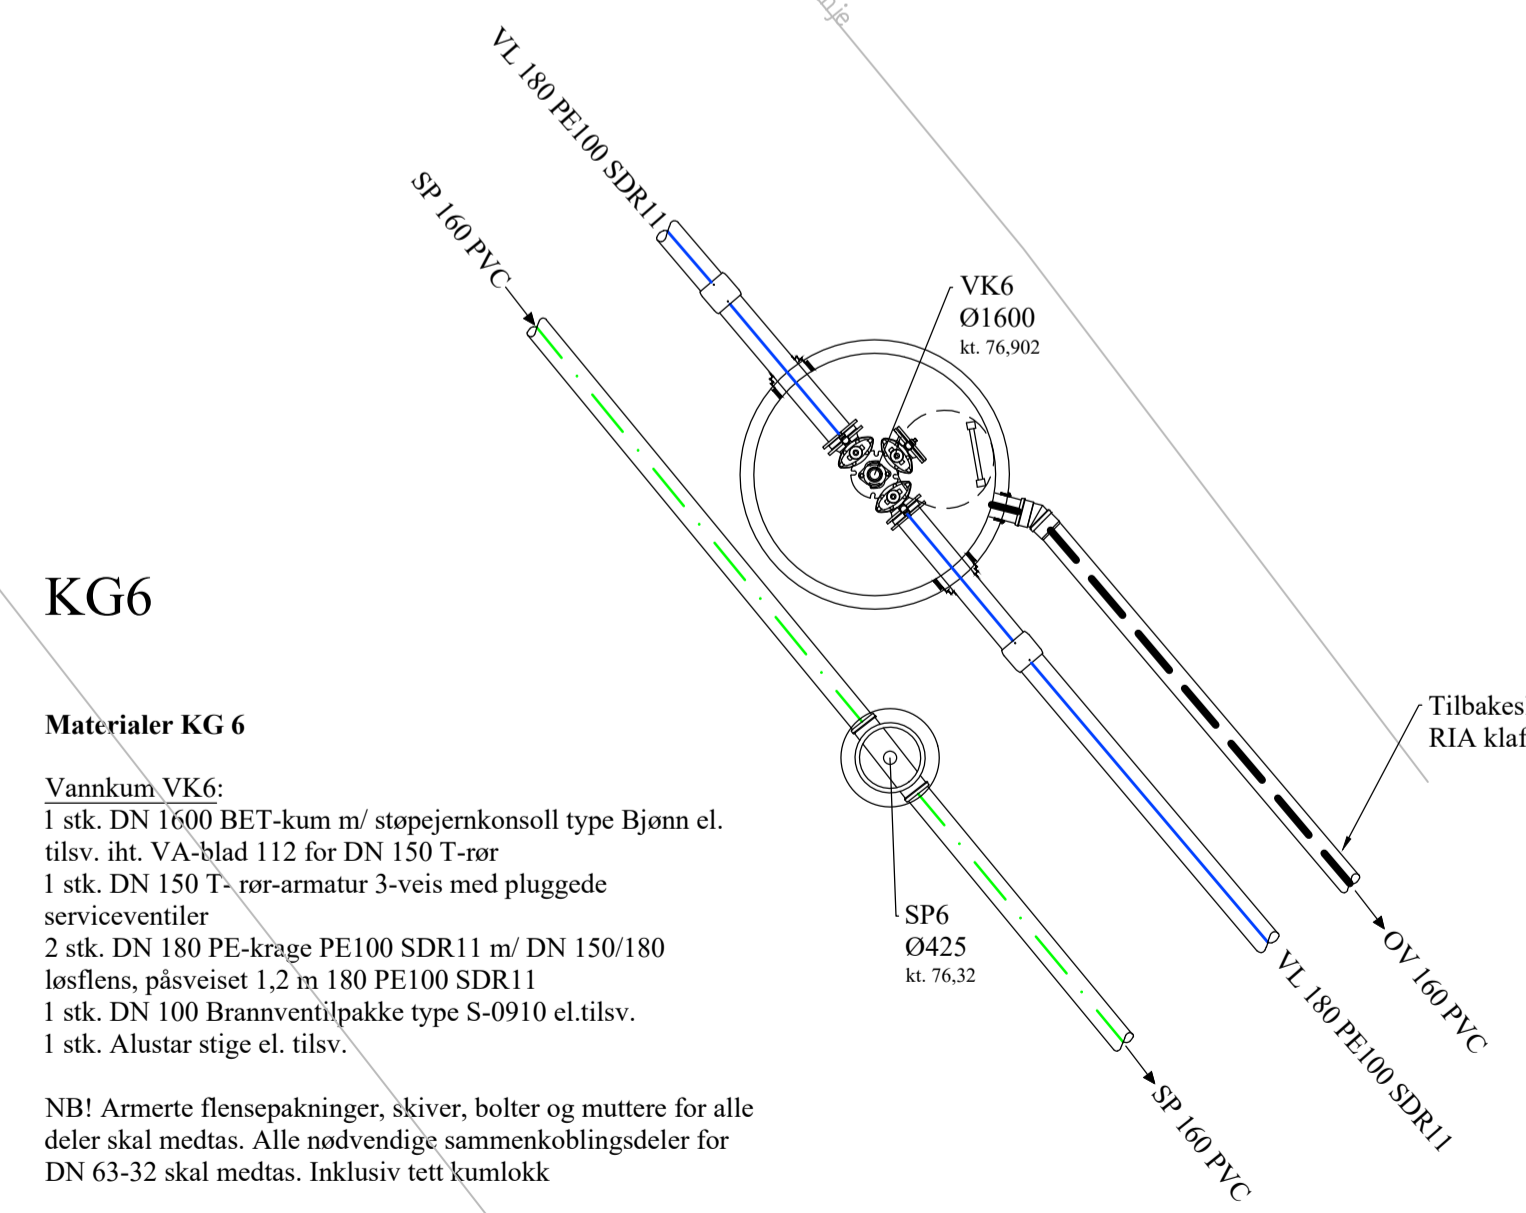 VL 180 PE100 SDR11
SP 160 PVC
VK6
Ø1600
kt. 76,902
KG6
Tilbakes
RIA klaf
Materialer KG 6
Vannkum VK6:
1 stk. DN 1600 BET-kum m/ støpejernkonsoll type Bjønn el.
tilsv. iht. VA-blad 112 for DN 150 T-rør
1 stk. DN 150 T- rør-armatur 3-veis med pluggede
serviceventiler
2 stk. DN 180 PE-krage PE100 SDR11 m/ DN 150/180
løsflens, påsveiset 1,2 m 180 PE100 SDR11
1 stk. DN 100 Brannventilpakke type S-0910 el.tilsv.
1 stk. Alustar stige el. tilsv.
NB! Armerte flensepakninger, skiver, bolter og muttere for alle
deler skal medtas. Alle nødvendige sammenkoblingsdeler for
DN 63-32 skal medtas. Inklusiv tett kumlokk
SP6
Ø425
kt. 76,32
OV 160 PVC
VL 180 PE100 SDR11
SP 160 PVC